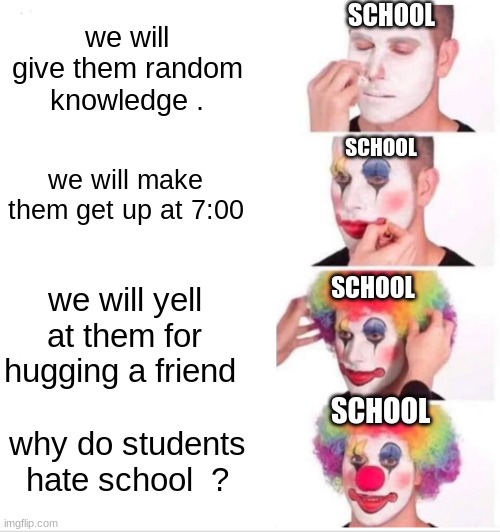 SCHOOL
we will
give them random
knowledge .
SCHOOL
we will make
them get up at 7:00
SCHOOL
we will yell
at them for
hugging a friend
SCHOOL
why do students
hate school  ?
imgflip.com